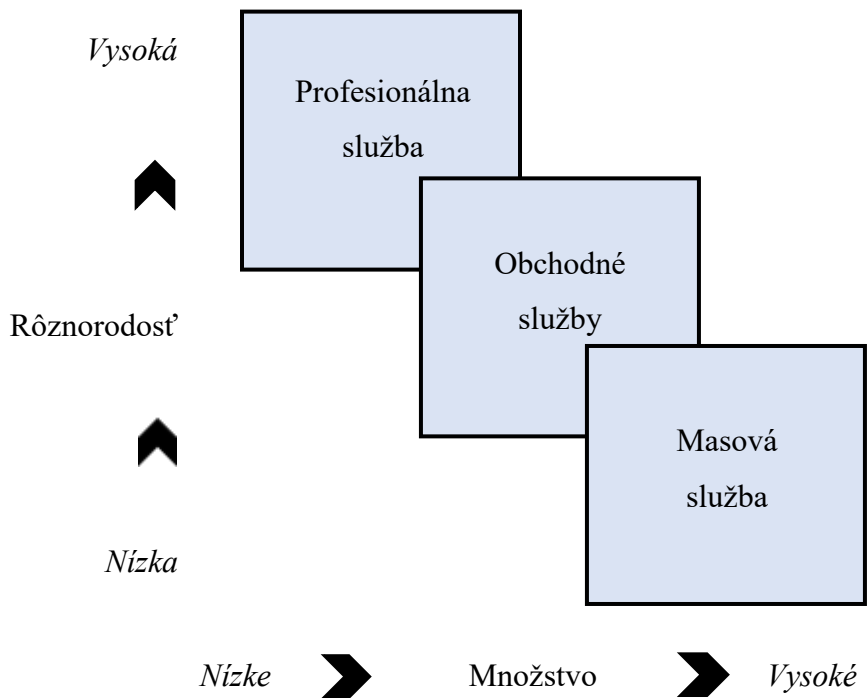 Vysoká
Profesionálna
služba
Obchodné
služby
Rôznorodosť
Masová
služba
Nízka
Nízke
Množstvo
Vysoké